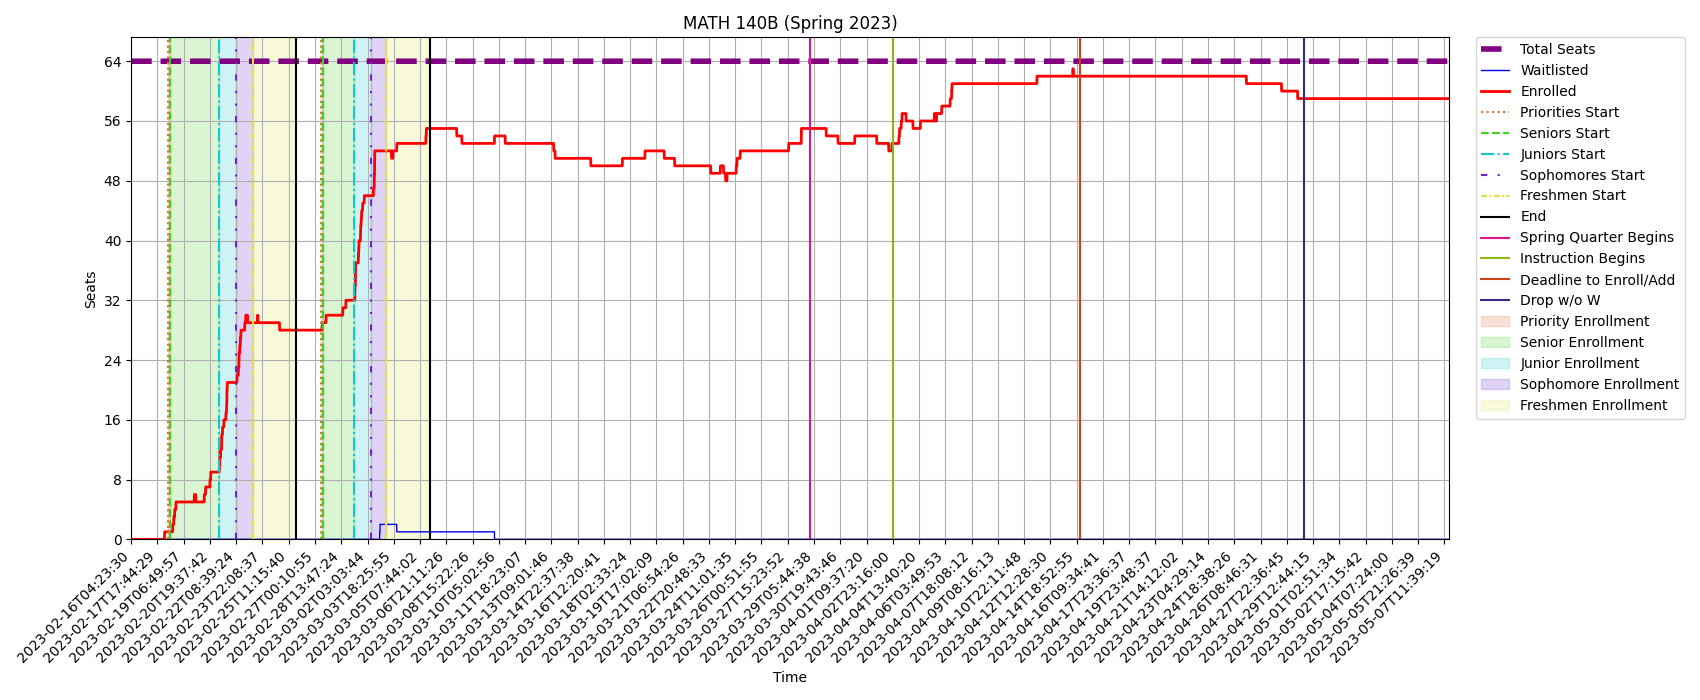 MATH 140B (Spring 2023)
Seats
64
56
48
40
32
24
16
8
0
2023-02-16T04:23:30
2023-02-17T17:44:29
2023-02-19T06:49:57
2023-02-20T19:37:42
2023-02-22T08:39:24
2023-02-23T22:08:37
2023-02-25T11:15:40
2023-02-27T00:10:55
2023-02-28T13:47:24
2023-03-02T03:03:44
2023-03-03T18:25:55
2023-03-05T07:44:02
2023-03-06T21:11:26
2023-03-08T15:22:26
2023-03-10T05:02:56
2023-03-11T18:23:07
2023-03-13T09:01:46
2023-03-14T22:37:38
2023-03-16T12:20:41
2023-03-18T02:33:24
2023-03-19T17:02:09
2023-03-21T06:54:26
2023-03-22T20:48:33
2023-03-24T11:01:35
2023-03-26T00:51:55
2023-03-27T15:23:52
2023-03-29T05:44:38
2023-03-30T19:43:46
2023-04-01T09:37:20
2023-04-02T23:16:00
2023-04-04T13:40:20
2023-04-06T03:49:53
2023-04-07T18:08:12
2023-04-09T08:16:13
2023-04-10T22:11:48
2023-04-12T12:28:30
2023-04-14T18:52:55
2023-04-16T09:34:41
2023-04-17T23:36:37
2023-04-19T23:48:37
2023-04-21T14:12:02
2023-04-23T04:29:14
2023-04-24T18:38:26
2023-04-26T08:46:31
2023-04-27T22:36:45
2023-04-29T12:44:15
2023-05-01T02:51:34
2023-05-02T17:15:42
2023-05-04T07:24:00
2023-05-05T21:26:39
2023-05-07T11:39:19
Time
Total Seats
Waitlisted
Enrolled
Priorities Start
Seniors Start
Juniors Start
Sophomores Start
Freshmen Start
End
Spring Quarter Begins
Instruction Begins
Deadline to Enroll/Add
Drop w/o W
Priority Enrollment
Senior Enrollment
Junior Enrollment
Sophomore Enrollment
Freshmen Enrollment